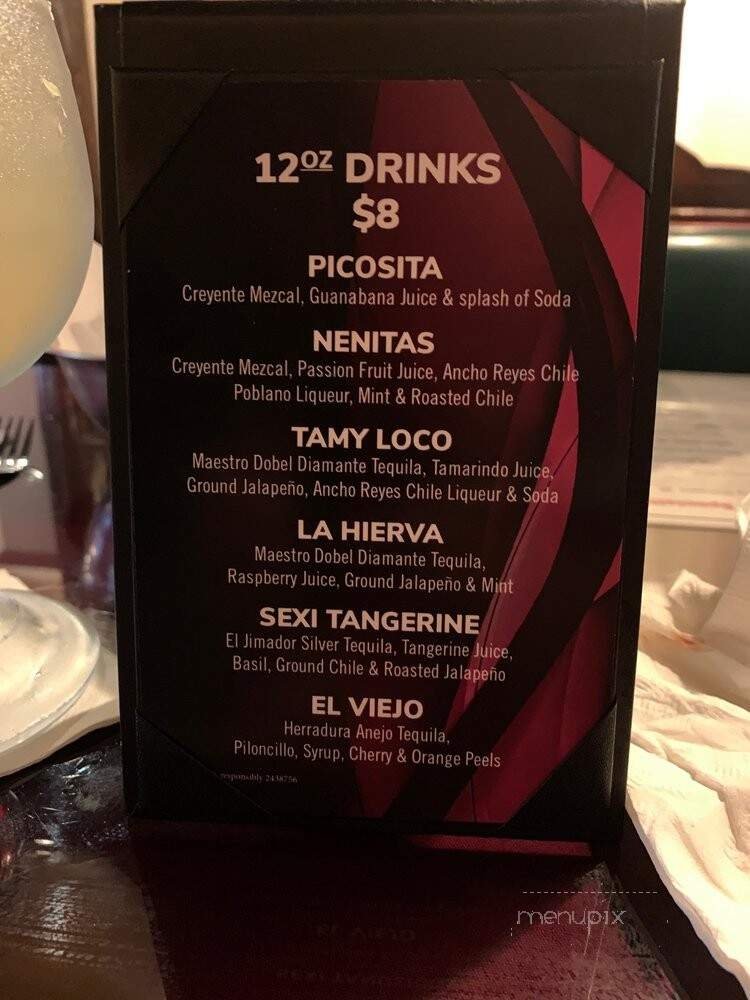 12OZ DRINKS
$8
PICOSITA
Creyente Mezcal, Guanabana Juice & splash of Soda
NENITAS
Creyente Mezcal, Passion Fruit Juice, Ancho Reyes Chile
Poblano Liqueur, Mint & Roasted Chile
TAMY LOCO
Maestro Dobel Diamante Tequila, Tamarindo Juice,
Ground Jalapeño, Ancho Reyes Chile Liqueur & Soda
LA HIERVA
Maestro Dobel Diamante Tequila,
Raspberry Juice, Ground Jalapeño & Mint
SEXI TANGERINE
El Jimador Silver Tequila, Tangerine Juice,
Basil, Ground Chile & Roasted Jalapeño
EL VIEJO
Herradura Anejo Tequila,
Piloncillo, Syrup, Cherry & Orange Peels
responsibly 2438756
menupix